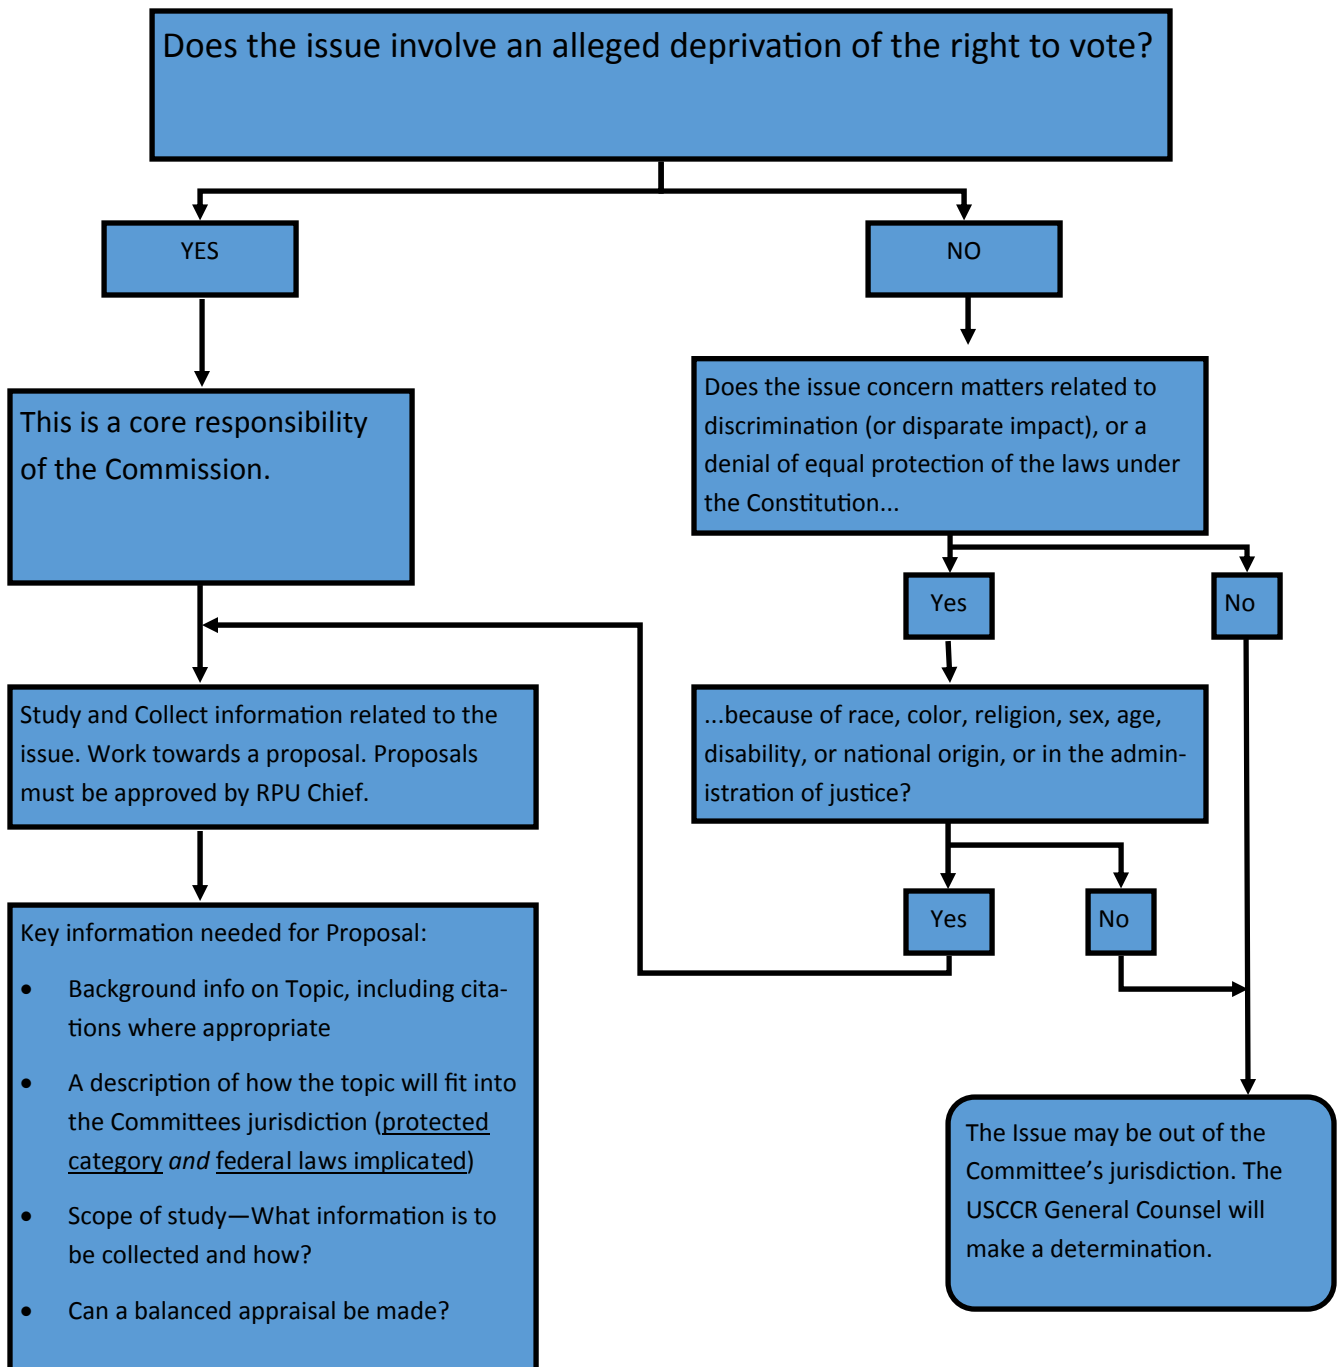 Does the issue involve an alleged deprivation of the right to vote?
YES
NO
This is a core responsibility
of the Commission.
Does the issue concern matters related to
discrimination (or disparate impact), or a
denial of equal protection of the laws under
the Constitution...
Yes
No
Study and Collect information related to the
issue. Work towards a proposal. Proposals
must be approved by RPU Chief.
...because of race, color, religion, sex, age,
disability, or national origin, or in the admin-
istration of justice?
Yes
No
Key information needed for Proposal:
• Background info on Topic, including cita-
tions where appropriate
• A description of how the topic will fit into
the Committees jurisdiction (protected
category and federal laws implicated)
• Scope of study—What information is to
be collected and how?
• Can a balanced appraisal be made?
The Issue may be out of the
Committee’s jurisdiction. The
USCCR General Counsel will
make a determination.